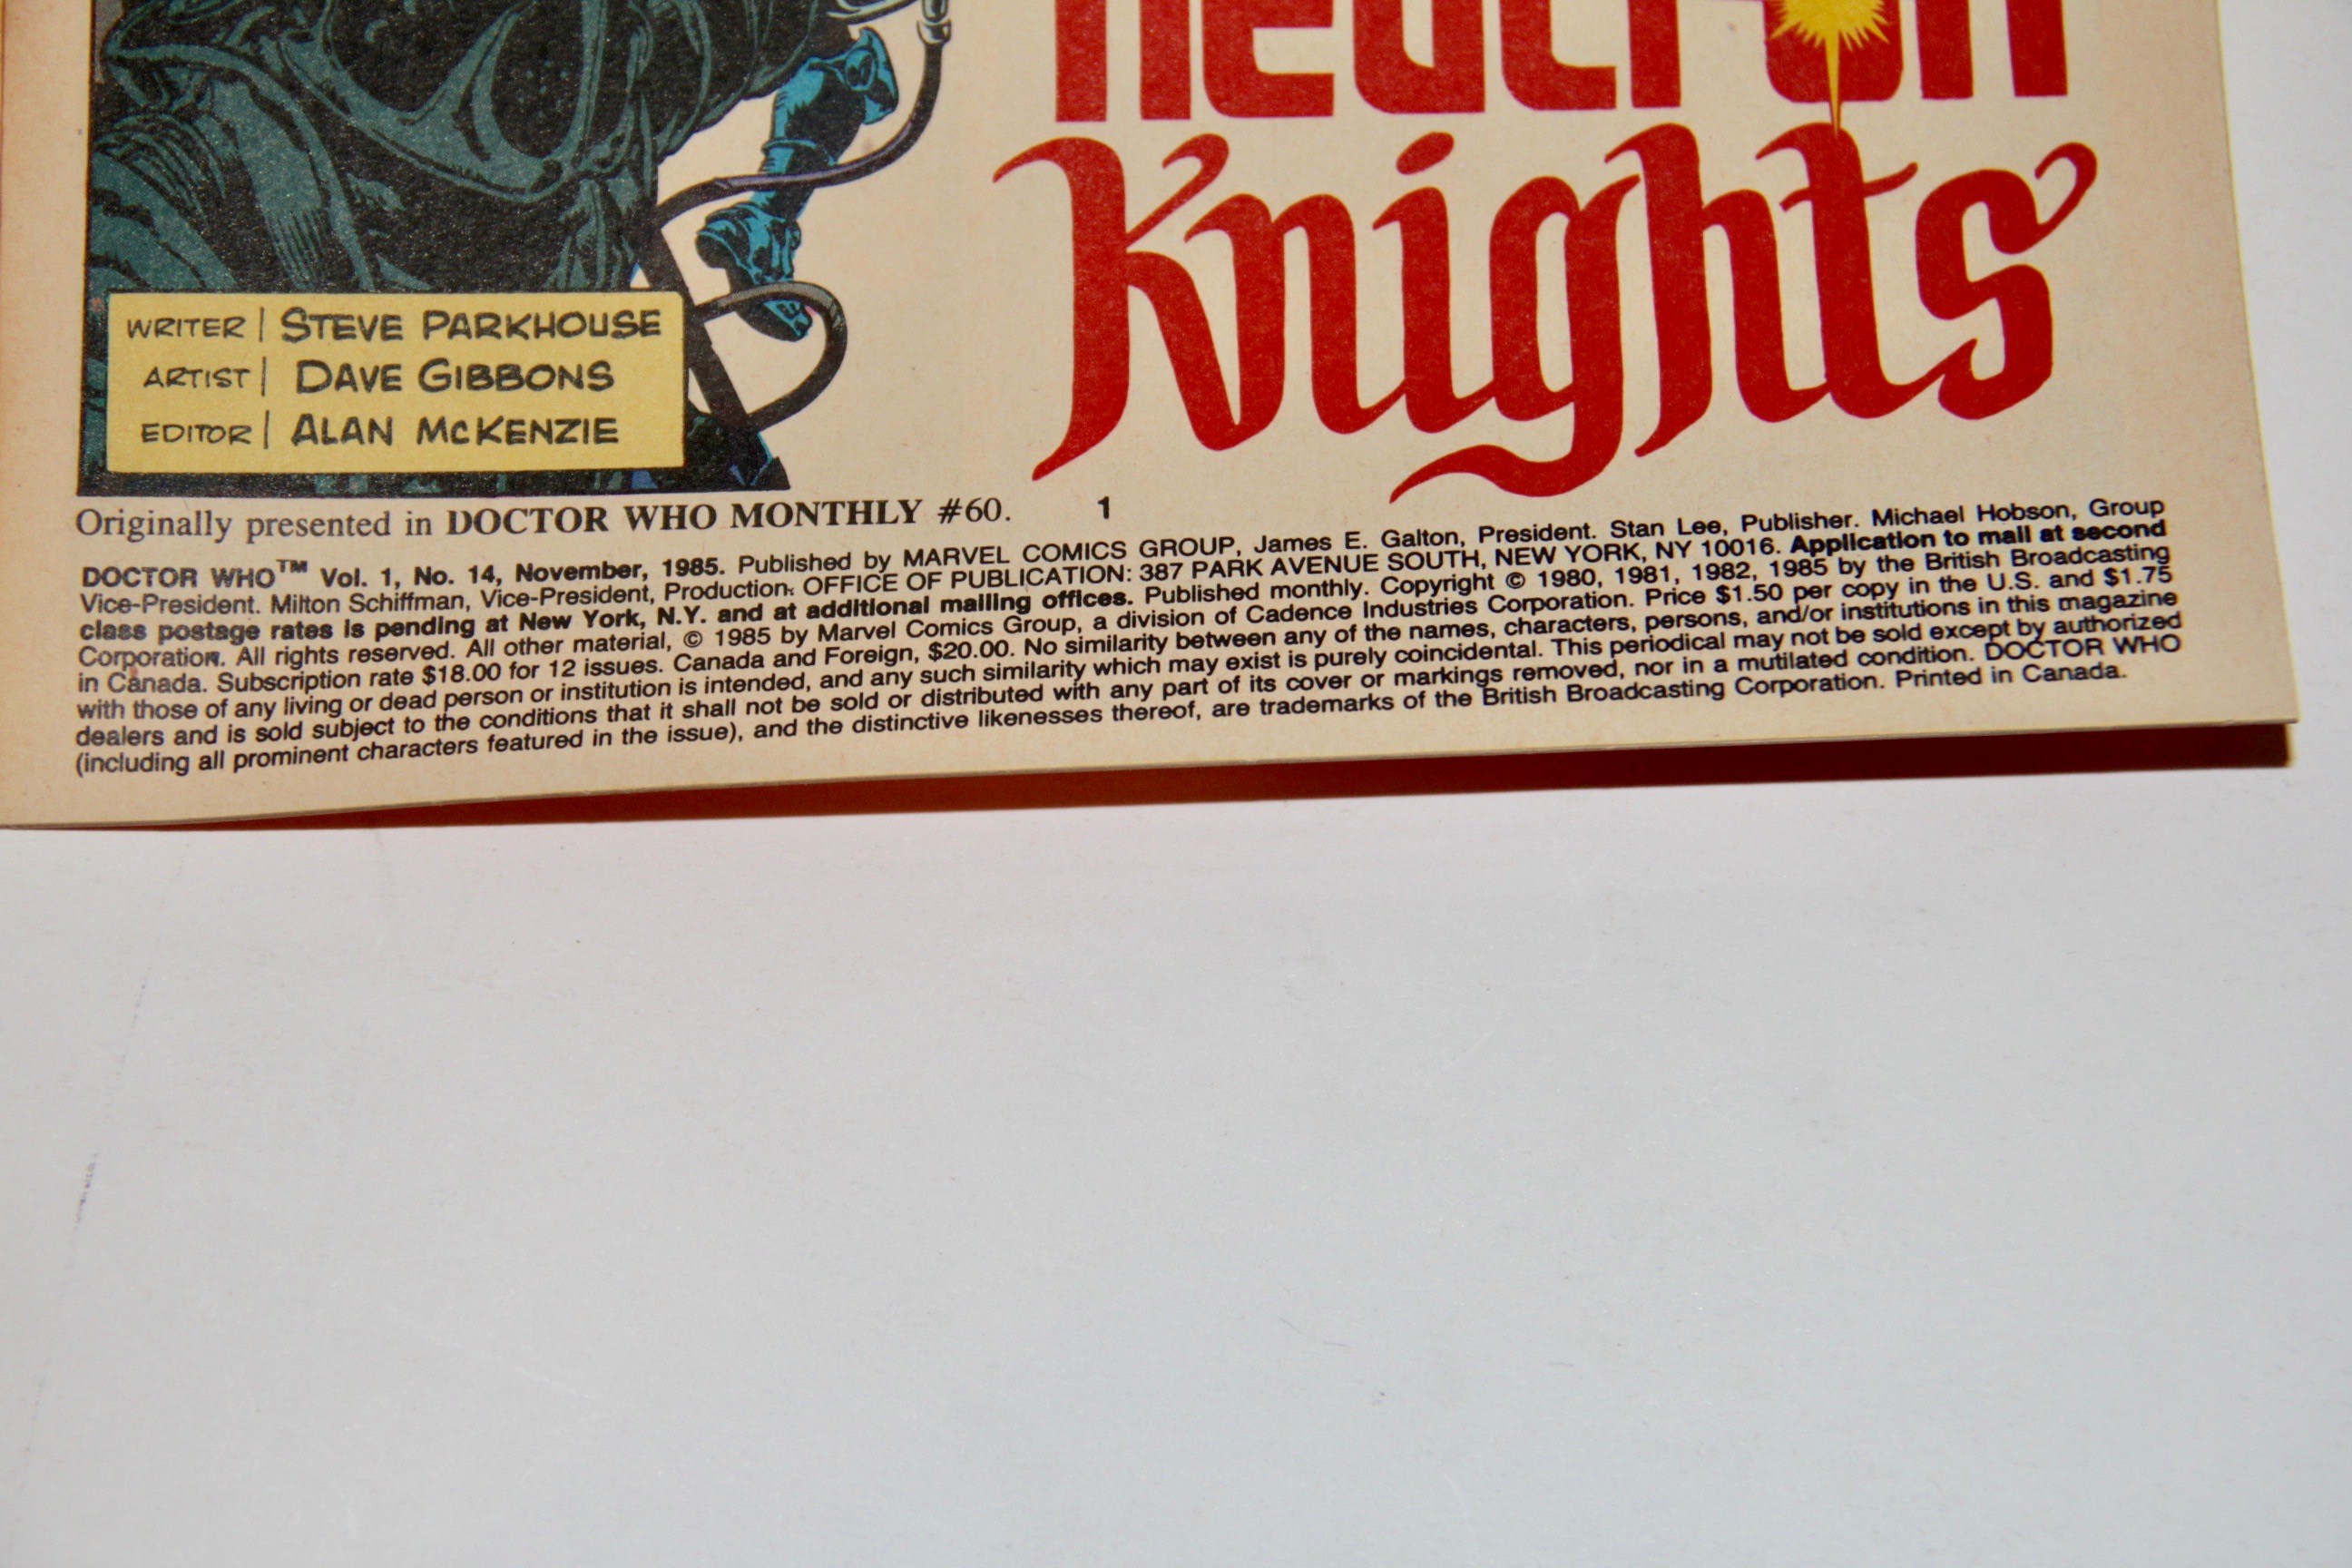 Neutron
Knights
WRITER | STEVE PARKHOUSE
ARTIST | DAVE GIBBONS
EDITOR | ALAN McKENZIE
Originally presented in DOCTOR WHO MONTHLY #60. 1
DOCTOR WHO™ Vol. 1, No. 14, November, 1985. Published by MARVEL COMICS GROUP, James E. Galton, President. Stan Lee, Publisher. Michael Hobson, Group
Vice-President. Milton Schiffman, Vice-President, Production. OFFICE OF PUBLICATION: 387 PARK AVENUE SOUTH, NEW YORK, NY 10016. Application to mail at second
class postage rates is pending at New York, N.Y. and at additional mailing offices. Published monthly. Copyright © 1980, 1981, 1982, 1985 by the British Broadcasting
Corporation. All rights reserved. All other material, © 1985 by Marvel Comics Group, a division of Cadence Industries Corporation. Price $1.50 per copy in the U.S. and $1.75
in Canada. Subscription rate $18.00 for 12 issues. Canada and Foreign, $20.00. No similarity between any of the names, characters, persons, and/or institutions in this magazine
with those of any living or dead person or institution is intended, and any such similarity which may exist is purely coincidental. This periodical may not be sold except by authorized
dealers and is sold subject to the conditions that it shall not be sold or distributed with any part of its cover or markings removed, nor in a mutilated condition. DOCTOR WHO
(including all prominent characters featured in the issue), and the distinctive likenesses thereof, are trademarks of the British Broadcasting Corporation. Printed in Canada.